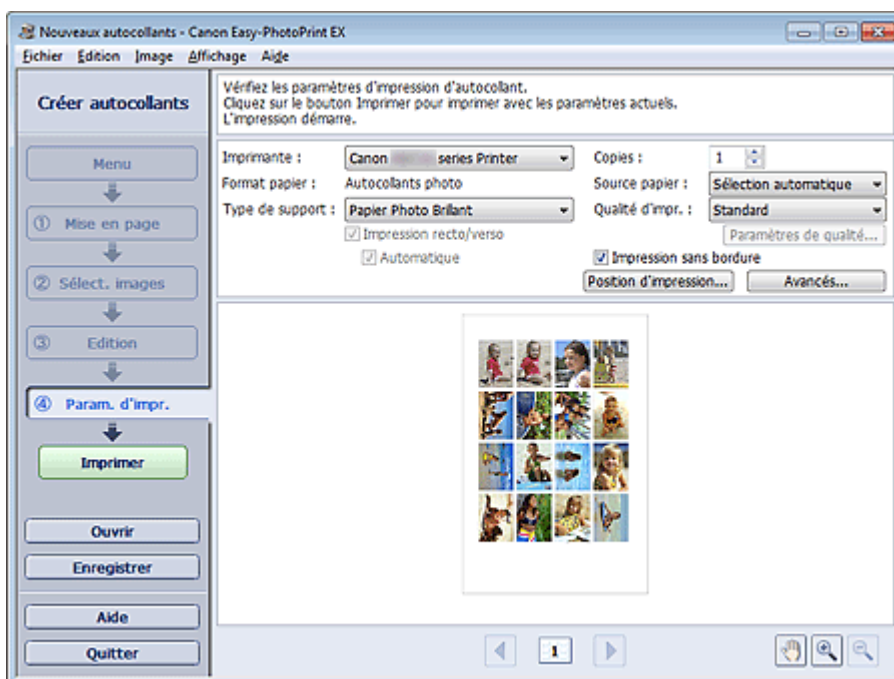 Nouveaux autocollants - Canon Easy-PhotoPrint EX
Fichier Edition Image Affichage Aide
Créer autocollants
Menu
① Mise en page
② Sélect. images
③ Edition
④ Param. d'impr.
Imprimer
Ouvrir
Enregistrer
Aide
Quitter
Vérifiez les paramètres d'impression d'autocollant.
Cliquez sur le bouton Imprimer pour imprimer avec les paramètres actuels.
L'impression démarre.
Imprimante : Canon series Printer Copies : 1
Format papier : Autocollants photo Source papier : Sélection automatique
Type de support : Papier Photo Brillant Qualité d'impr. : Standard
Impression recto/verso Paramètres de qualité...
Automatique Impression sans bordure
Position d'impression... Avancés...
1